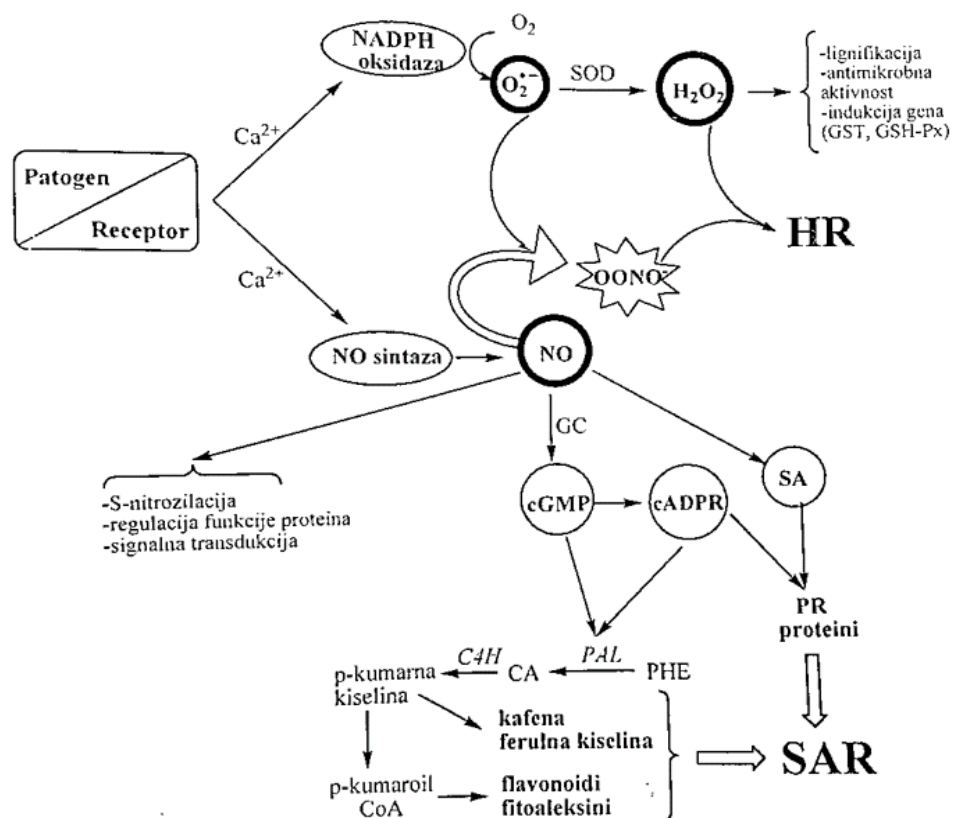 NADPH
oksidaza
O₂
O₂•−
SOD
H₂O₂
-lignifikacija
-antimikrobna
aktivnost
-indukcija gena
(GST, GSH-Px)
Ca²⁺
Patogen
Receptor
Ca²⁺
HR
OONO⁻
NO sintaza
NO
GC
SA
cGMP
cADPR
-S-nitrozilacija
-regulacija funkcije proteina
-signalna transdukcija
PR
proteini
C4H
PAL
p-kumarna
kiselina
CA
PHE
kafena
ferulna kiselina
SAR
p-kumaroil
CoA
flavonoidi
fitoaleksini